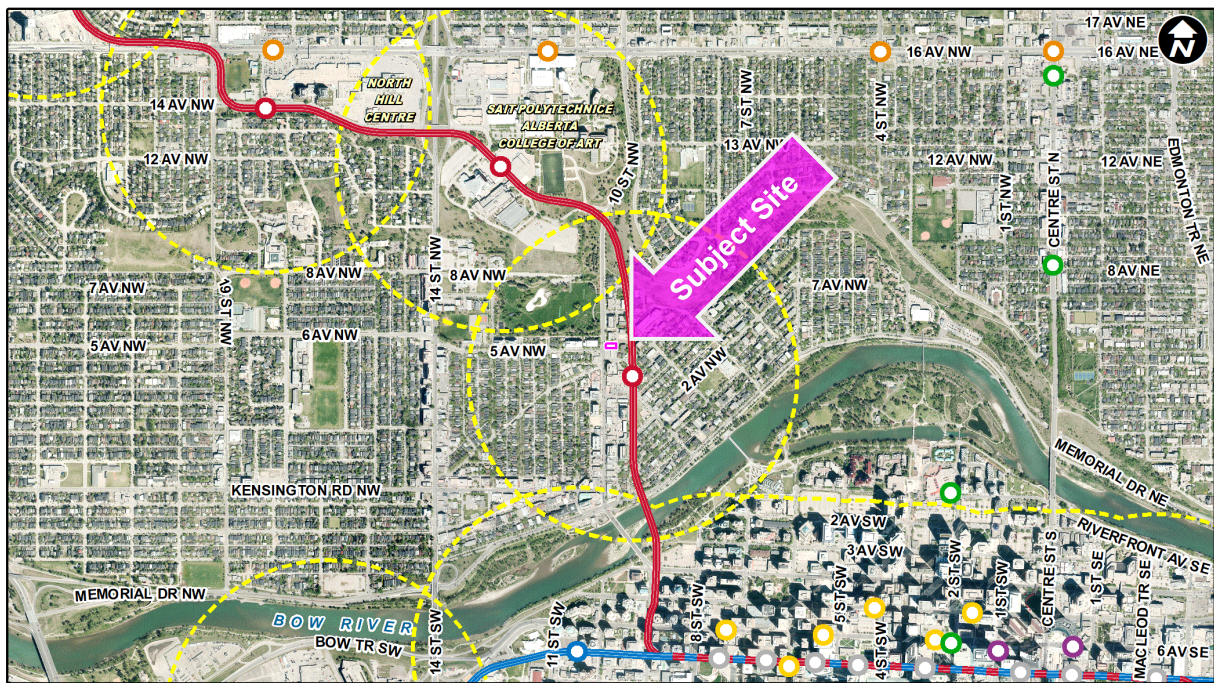 17 AV NE
16 AV NW
16 AV NE
N
NORTH
HILL
CENTRE
SAIT POLYTECHNICE
ALBERTA
COLLEGE OF ART
14 AV NW
12 AV NW
10 ST NW
7 ST NW
13 AV NW
4 ST NW
12 AV NW
1 ST NW
CENTRE ST N
12 AV NE
EDMONTON TR NE
Subject Site
14 ST NW
8 AV NW
8 AV NW
7 AV NW
7 AV NW
8 AV NE
19 ST NW
6 AV NW
5 AV NW
5 AV NW
2 AV NW
MEMORIAL DR NE
KENSINGTON RD NW
2 AV SW
RIVERFRONT AV SE
3 AV SW
MEMORIAL DR NW
BOW RIVER
BOW TR SW
14 ST SW
11 ST SW
8 ST SW
5 ST SW
4 ST SW
2 ST SW
1 ST SW
CENTRE ST S
1 ST SE
MACLEOD TR SE
6 AV SE